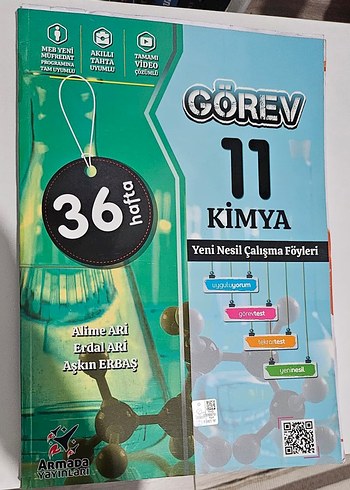 MEB YENİ
MÜFREDAT
PROGRAMINA
TAM UYUMLU
AKILLI
TAHTA
UYUMLU
TAMAMI
VİDEO
ÇÖZÜMLÜ
GÖREV
11
KİMYA
Yeni Nesil Çalışma Föyleri
36
hafta
uyguluyorum
görevtest
tekrartest
yeninesil
Alime ARİ
Erdal ARİ
Aşkın ERBAŞ
ARMADA
YAYINLARI